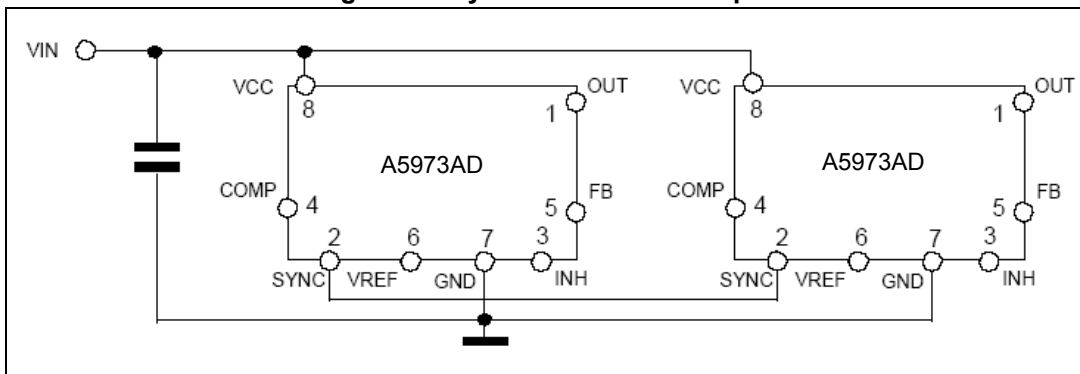 VIN
VCC
8
OUT
1
A5973AD
COMP
4
FB
5
2
6
7
3
SYNC
VREF
GND
INH
VCC
8
OUT
1
A5973AD
COMP
4
FB
5
2
6
7
3
SYNC
VREF
GND
INH